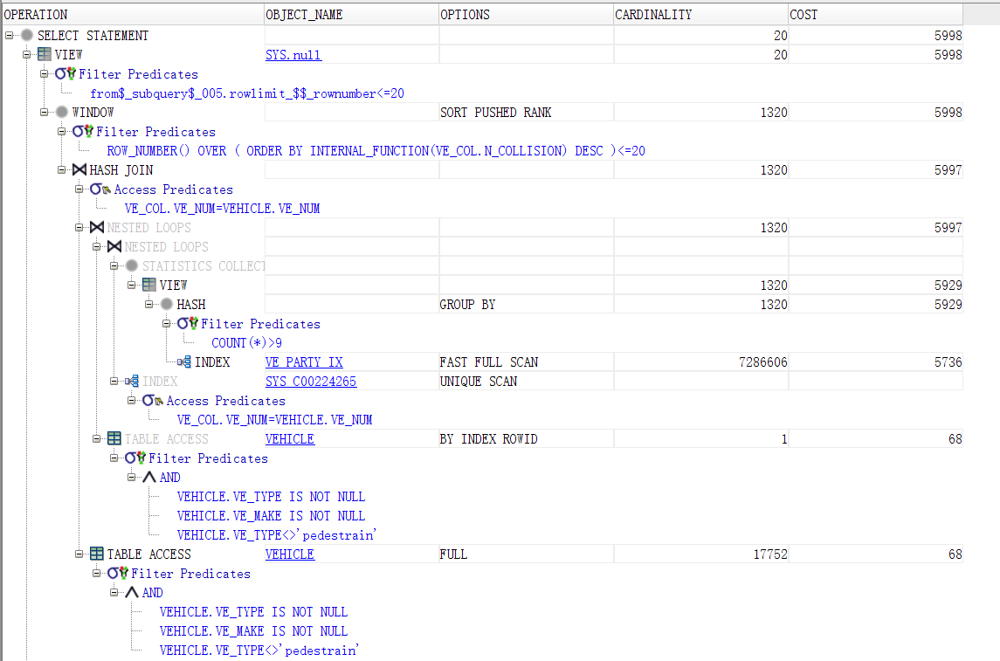 OPERATION OBJECT_NAME OPTIONS CARDINALITY COST
SELECT STATEMENT 20 5998
VIEW SYS.null 20 5998
Filter Predicates
from$_subquery$_005.rowlimit_$$_rownumber<=20
WINDOW SORT PUSHED RANK 1320 5998
Filter Predicates
ROW_NUMBER() OVER ( ORDER BY INTERNAL_FUNCTION(VE_COL.N_COLLISION) DESC )<=20
HASH JOIN 1320 5997
Access Predicates
VE_COL.VE_NUM=VEHICLE.VE_NUM
NESTED LOOPS 1320 5997
NESTED LOOPS
STATISTICS COLLECT
VIEW 1320 5929
HASH GROUP BY 1320 5929
Filter Predicates
COUNT(*)>9
INDEX VE_PARTY_IX FAST FULL SCAN 7286606 5736
INDEX SYS_C00224265 UNIQUE SCAN
Access Predicates
VE_COL.VE_NUM=VEHICLE.VE_NUM
TABLE ACCESS VEHICLE BY INDEX ROWID 1 68
Filter Predicates
AND
VEHICLE.VE_TYPE IS NOT NULL
VEHICLE.VE_MAKE IS NOT NULL
VEHICLE.VE_TYPE<>'pedestrain'
TABLE ACCESS VEHICLE FULL 17752 68
Filter Predicates
AND
VEHICLE.VE_TYPE IS NOT NULL
VEHICLE.VE_MAKE IS NOT NULL
VEHICLE.VE_TYPE<>'pedestrain'